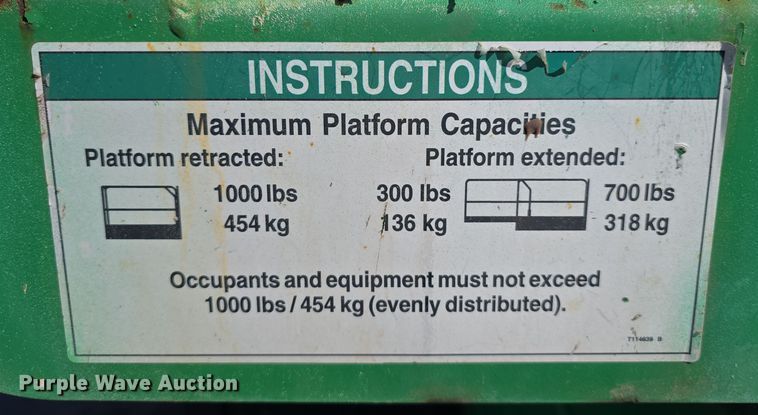 INSTRUCTIONS
Maximum Platform Capacities
Platform retracted: Platform extended:
1000 lbs 300 lbs 700 lbs
454 kg 136 kg 318 kg
Occupants and equipment must not exceed
1000 lbs / 454 kg (evenly distributed).
T114639 B
Purple Wave Auction